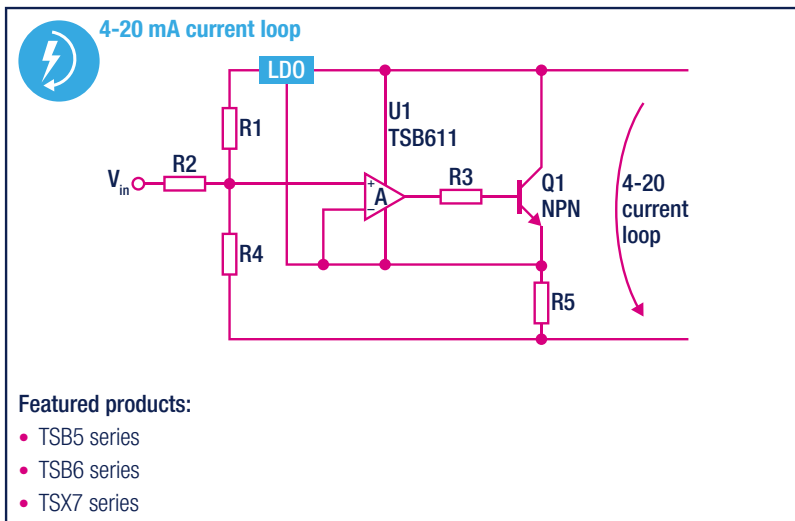 4-20 mA current loop
LDO
R1
U1
TSB611
R2
Vin
+
A
−
R3
Q1
NPN
4-20
current
loop
R4
R5
Featured products:
• TSB5 series
• TSB6 series
• TSX7 series